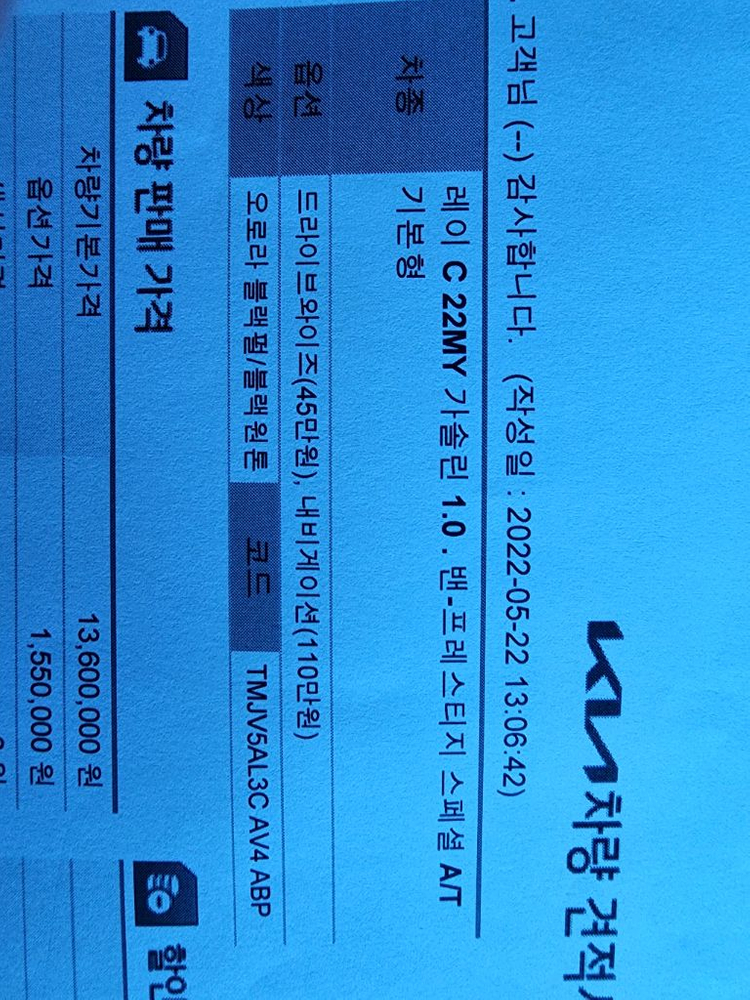 KIA 차량 견적
고객님 (--) 감사합니다. (작성일 : 2022-05-22 13:06:42)
차종 레이 C 22MY 가솔린 1.0 . 밴-프레스티지 스페셜 A/T
기본형
옵션 드라이브와이즈(45만원), 내비게이션(110만원)
색상 오로라 블랙펄/블랙원톤 코드 TMJV5AL3C AV4 ABP
차량 판매 가격
할인
차량기본가격 13,600,000 원
옵션가격 1,550,000 원